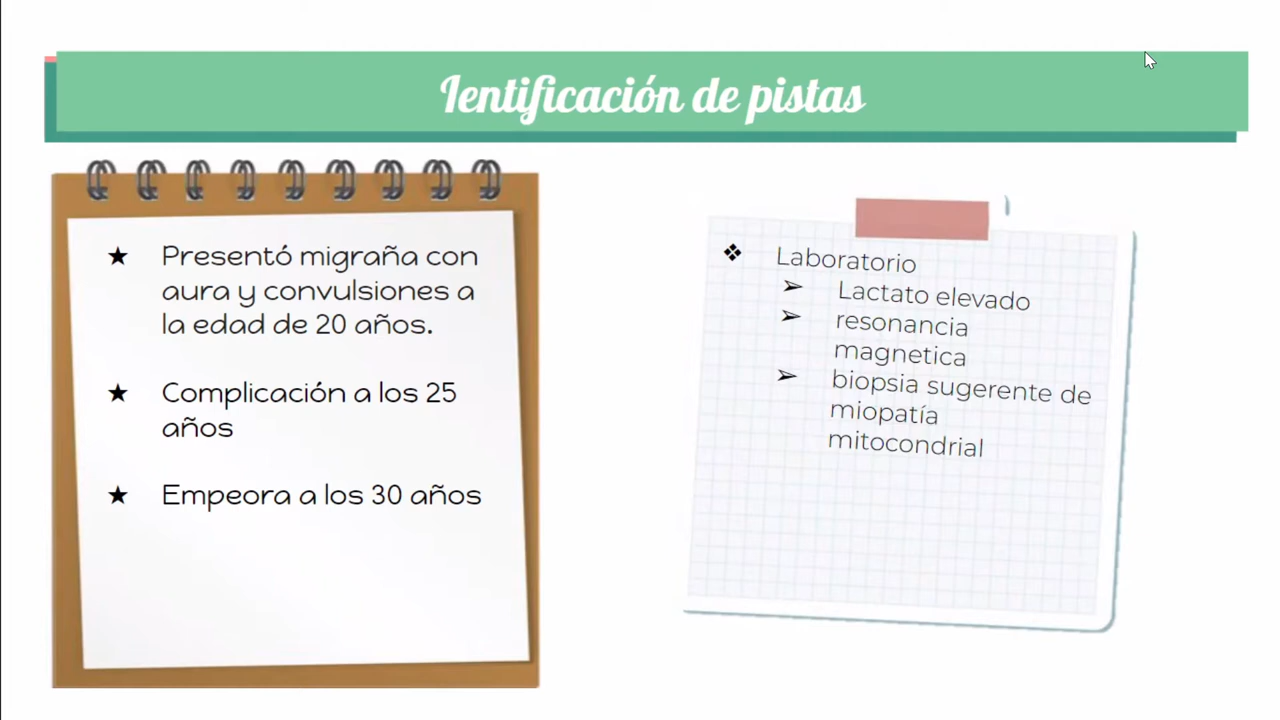 Ientificación de pistas
★ Presentó migraña con
aura y convulsiones a
la edad de 20 años.
★ Complicación a los 25
años
★ Empeora a los 30 años
❖ Laboratorio
➢ Lactato elevado
➢ resonancia
magnetica
➢ biopsia sugerente de
miopatía
mitocondrial